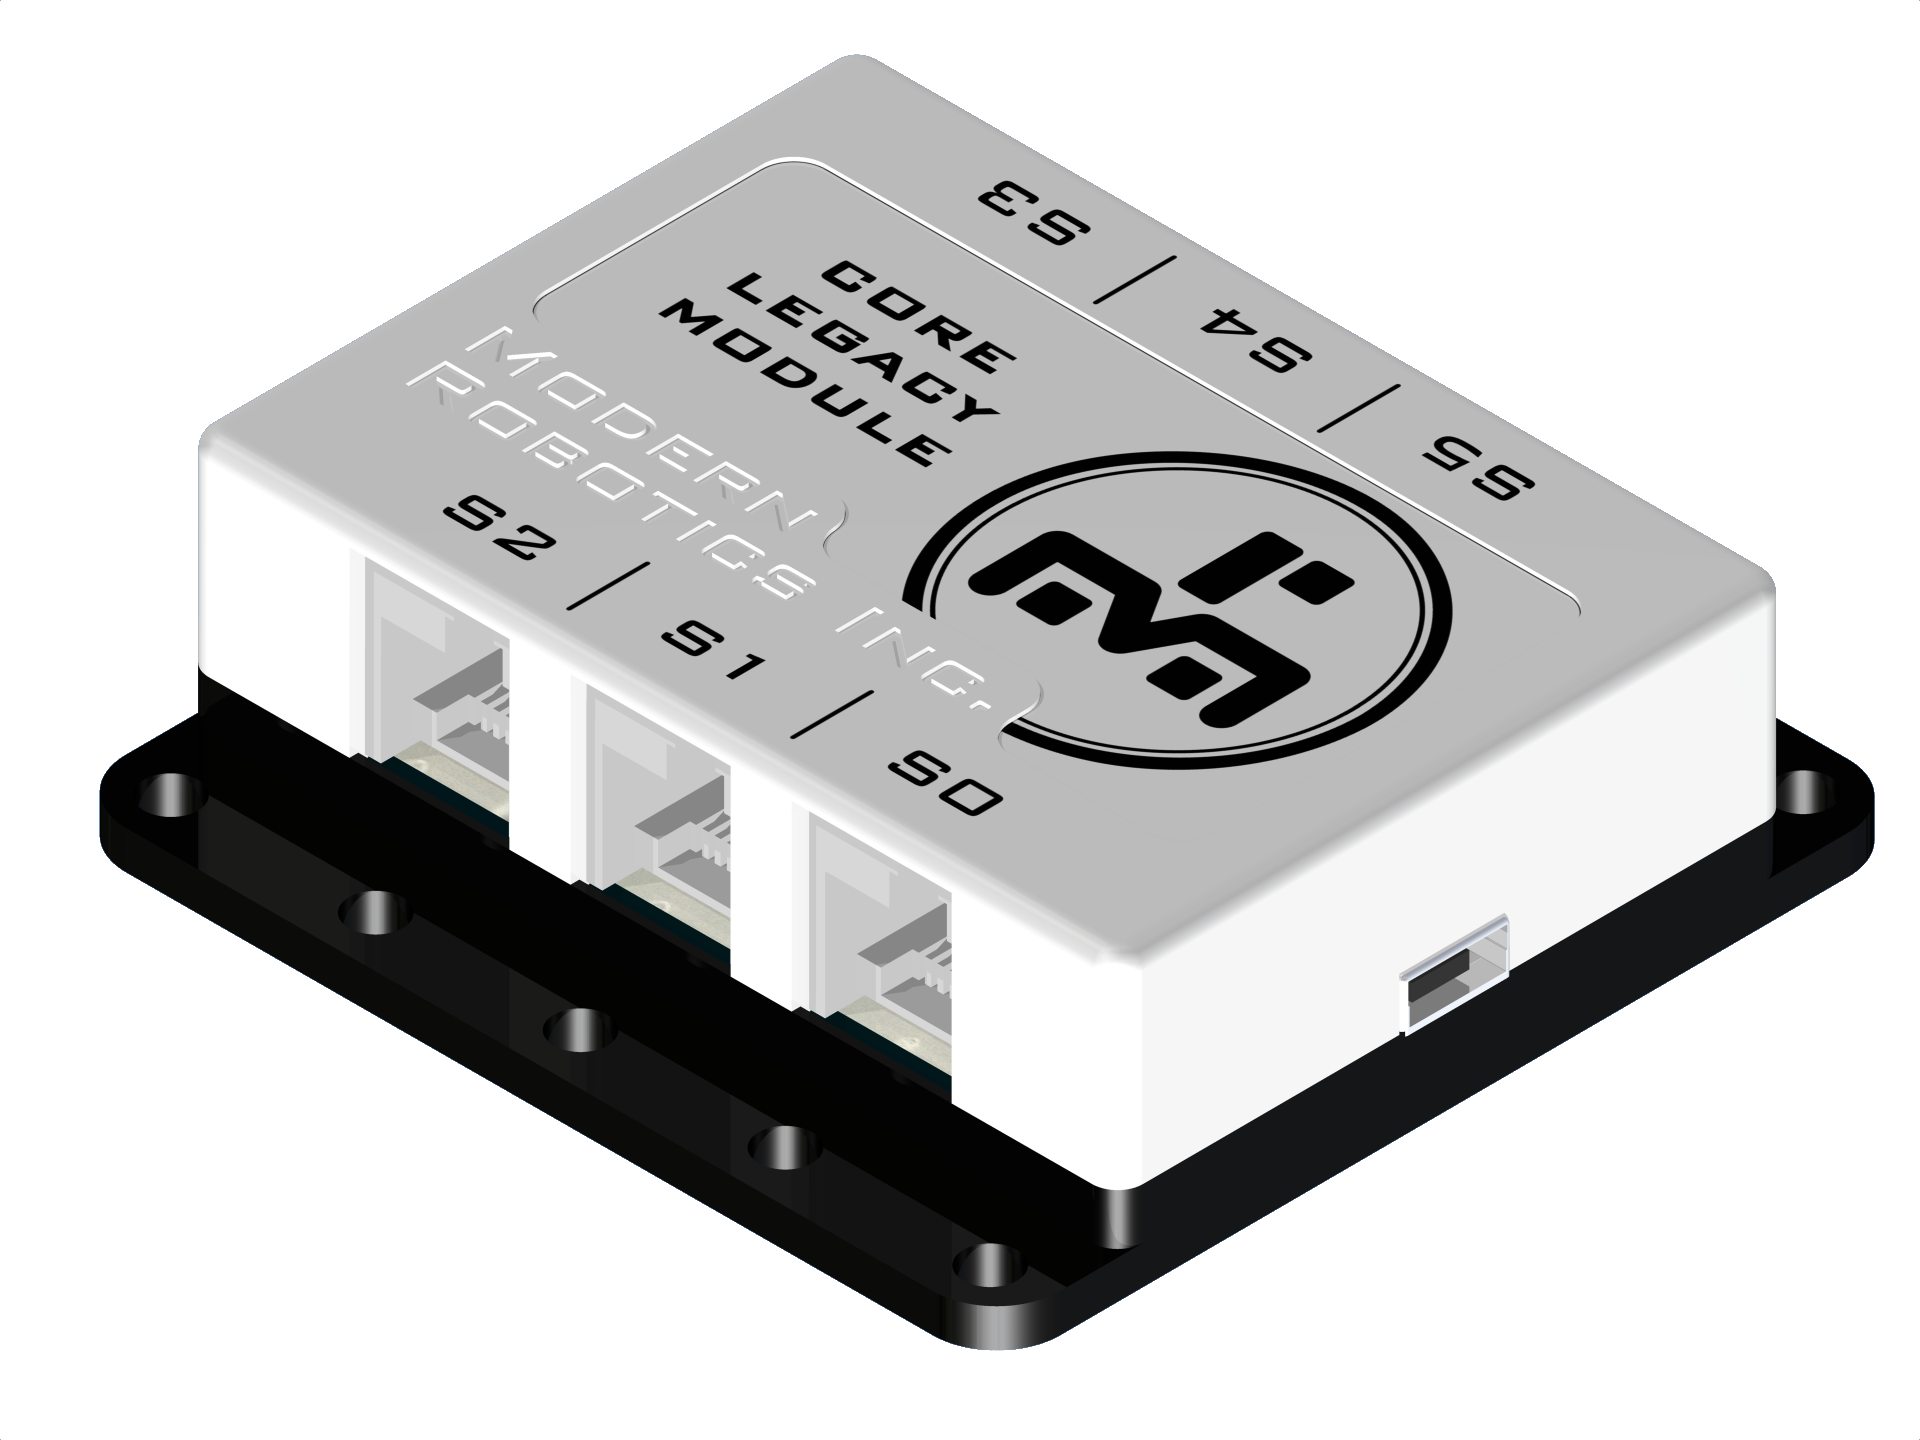 S3
S4
S5
CORE
LEGACY
MODULE
MODERN
ROBOTICS INC.
S2
S1
S0